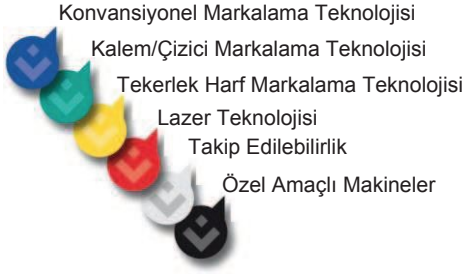 Konvansiyonel Markalama Teknolojisi
Kalem/Çizici Markalama Teknolojisi
Tekerlek Harf Markalama Teknolojisi
Lazer Teknolojisi
Takip Edilebilirlik
Özel Amaçlı Makineler